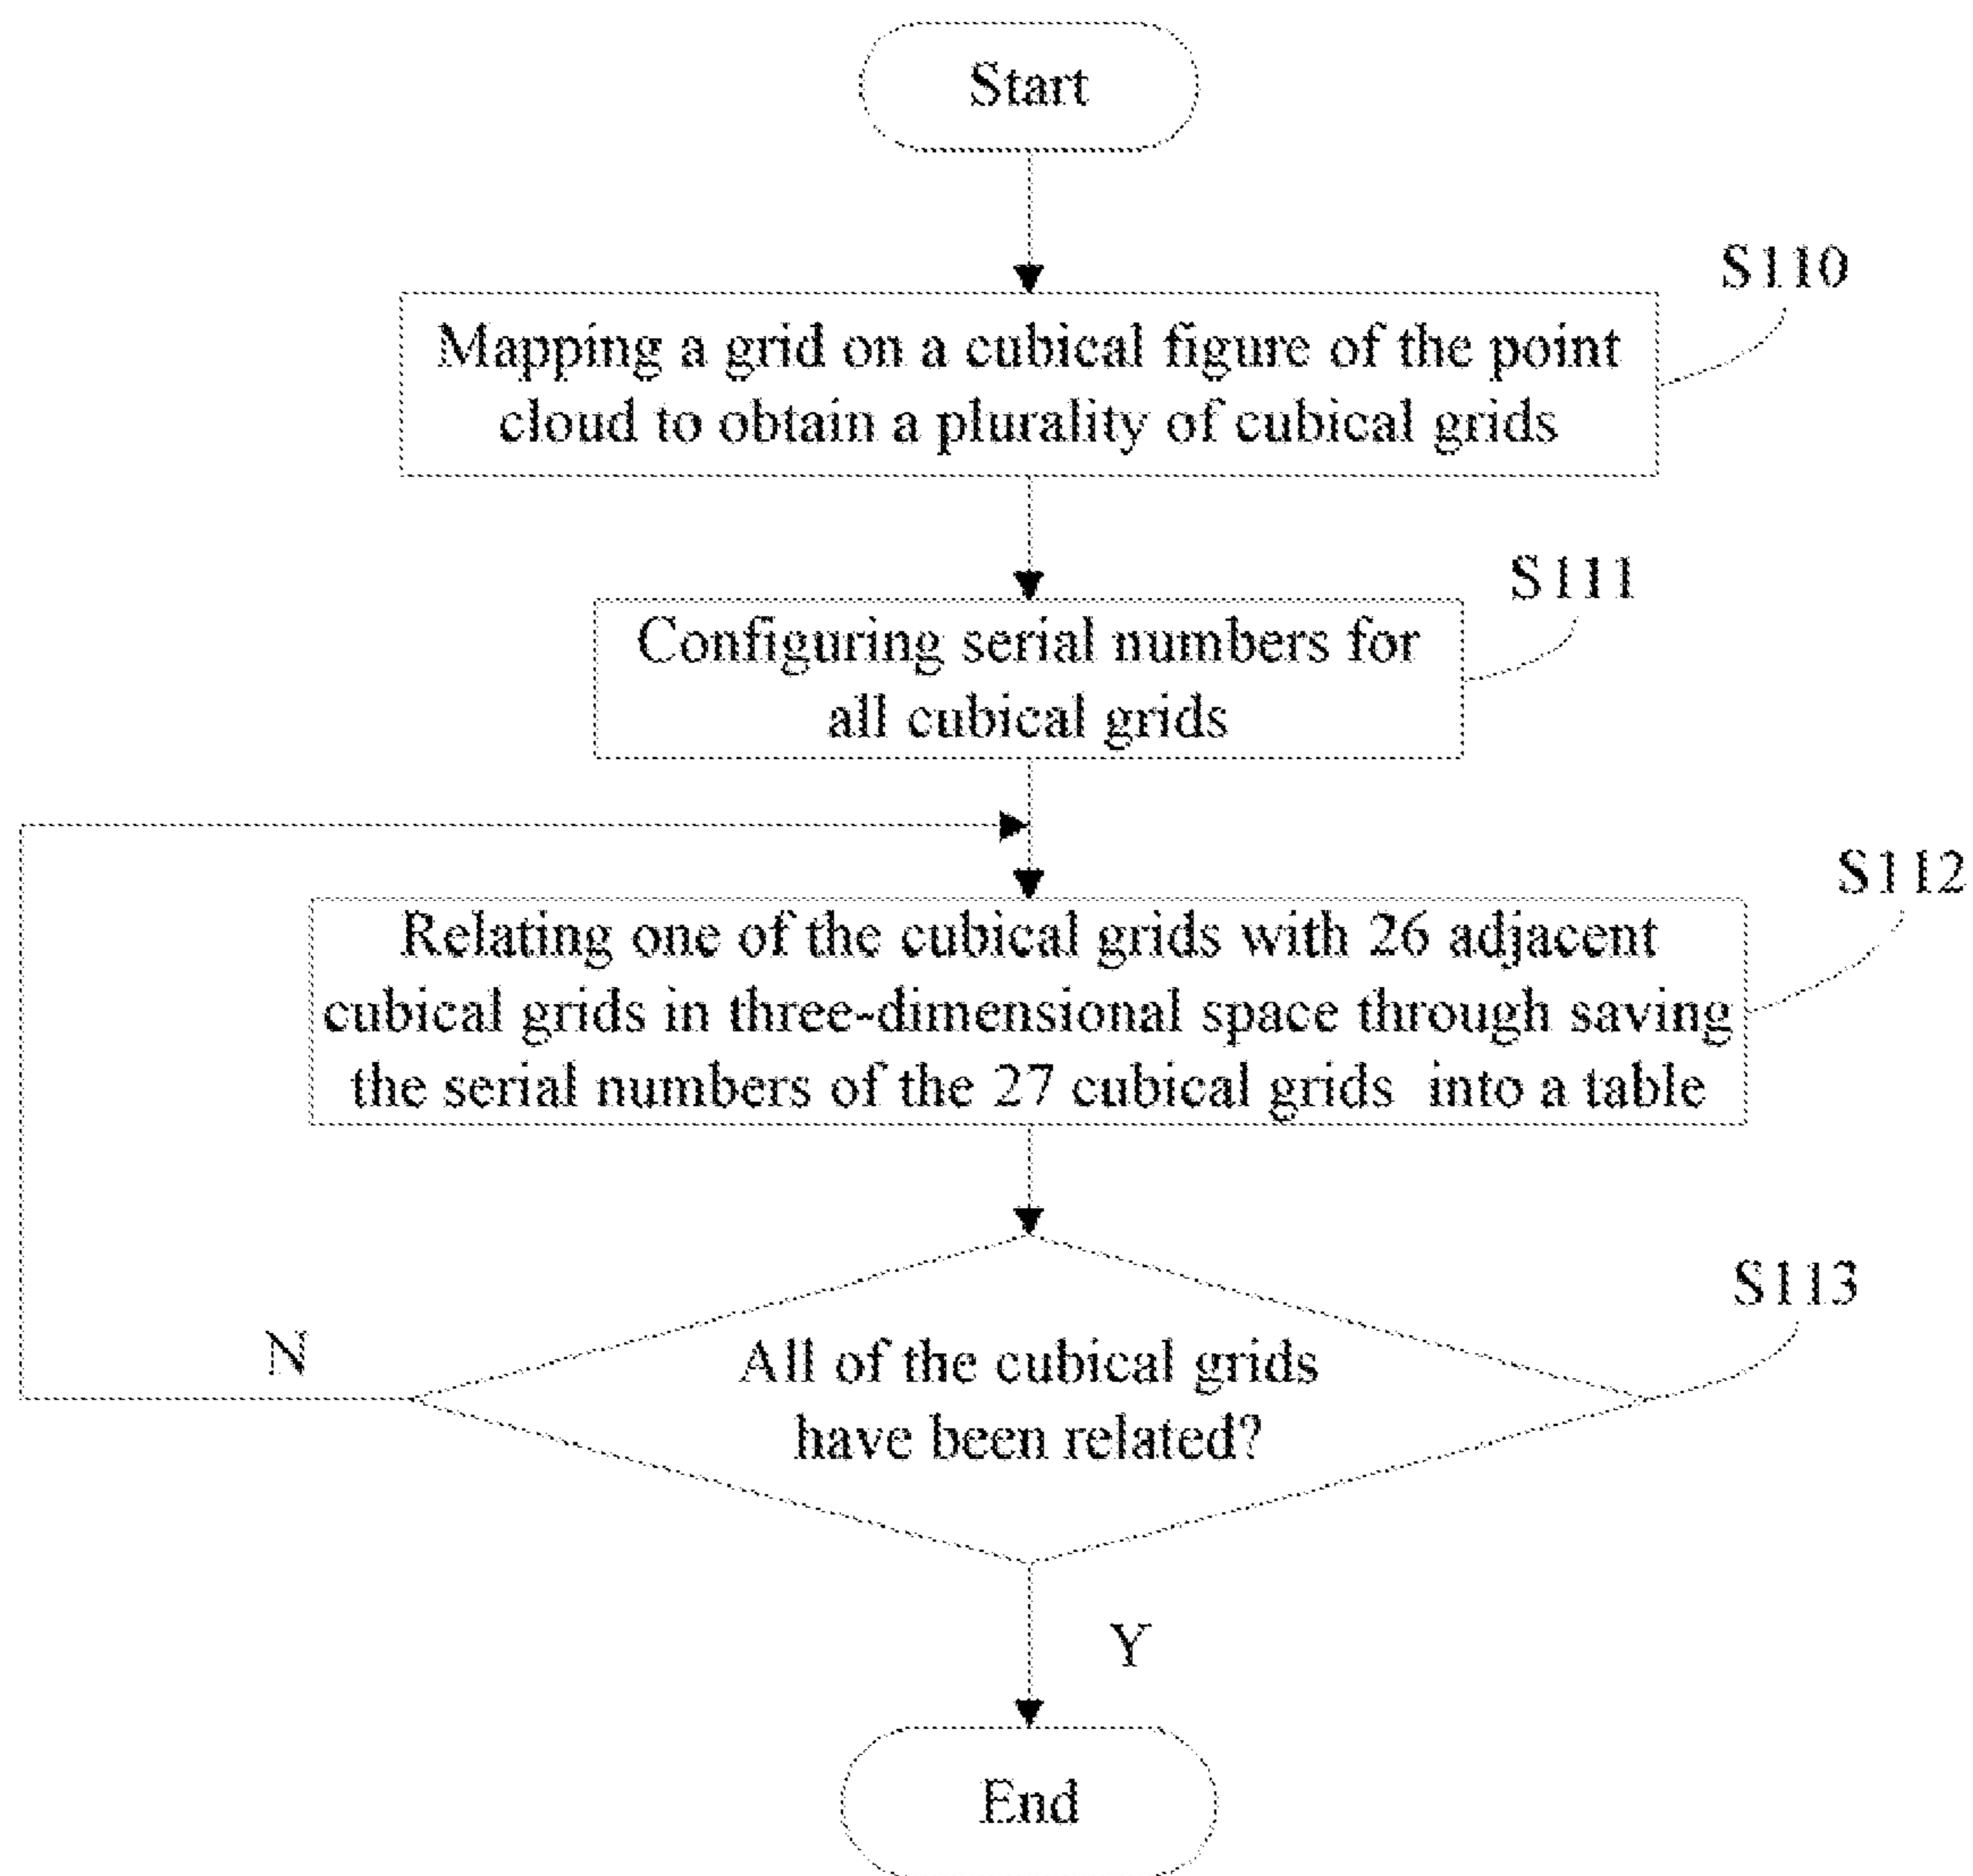 Start
S110
Mapping a grid on a cubical figure of the point
cloud to obtain a plurality of cubical grids
S111
Configuring serial numbers for
all cubical grids
S112
Relating one of the cubical grids with 26 adjacent
cubical grids in three-dimensional space through saving
the serial numbers of the 27 cubical grids into a table
S113
N
All of the cubical grids
have been related?
Y
End